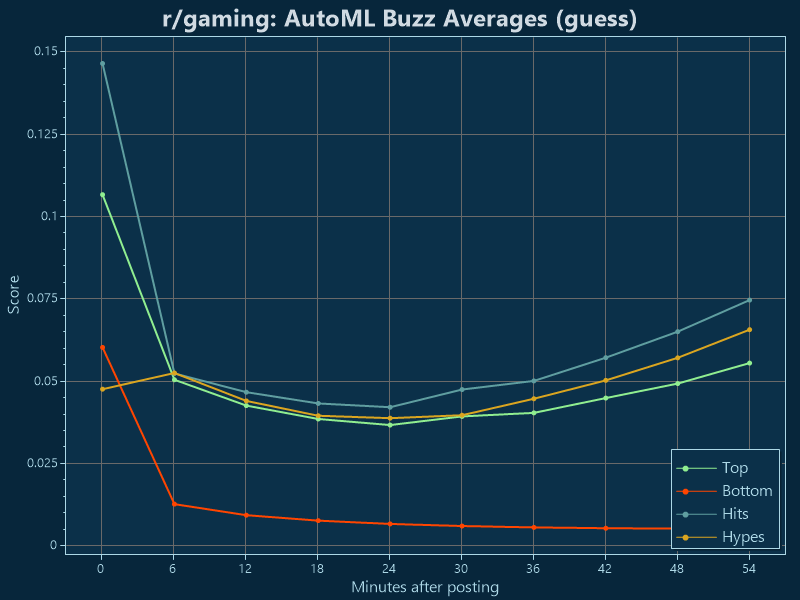 r/gaming: AutoML Buzz Averages (guess)
0.15
0.125
0.1
0.075
0.05
0.025
0
Score
Top
Bottom
Hits
Hypes
0 6 12 18 24 30 36 42 48 54
Minutes after posting